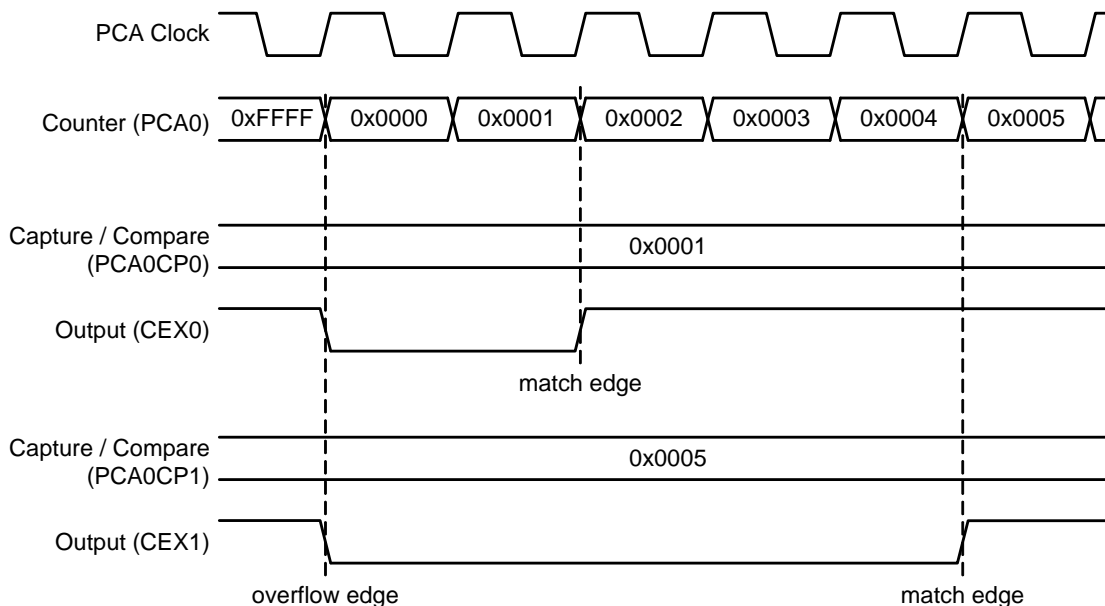 PCA Clock
Counter (PCA0) 0xFFFF 0x0000 0x0001 0x0002 0x0003 0x0004 0x0005
Capture / Compare
(PCA0CP0)
0x0001
Output (CEX0)
match edge
Capture / Compare
(PCA0CP1)
0x0005
Output (CEX1)
overflow edge match edge